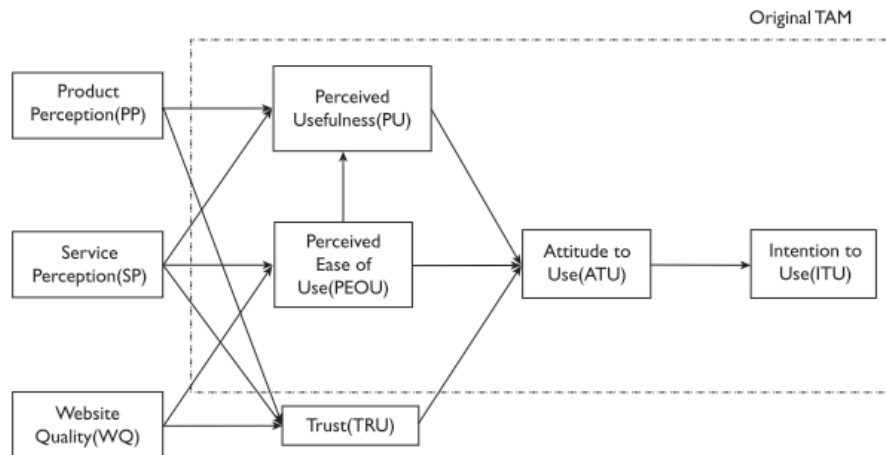 Original TAM
Product
Perception(PP)
Perceived
Usefulness(PU)
Service
Perception(SP)
Perceived
Ease of
Use(PEOU)
Attitude to
Use(ATU)
Intention to
Use(ITU)
Website
Quality(WQ)
Trust(TRU)